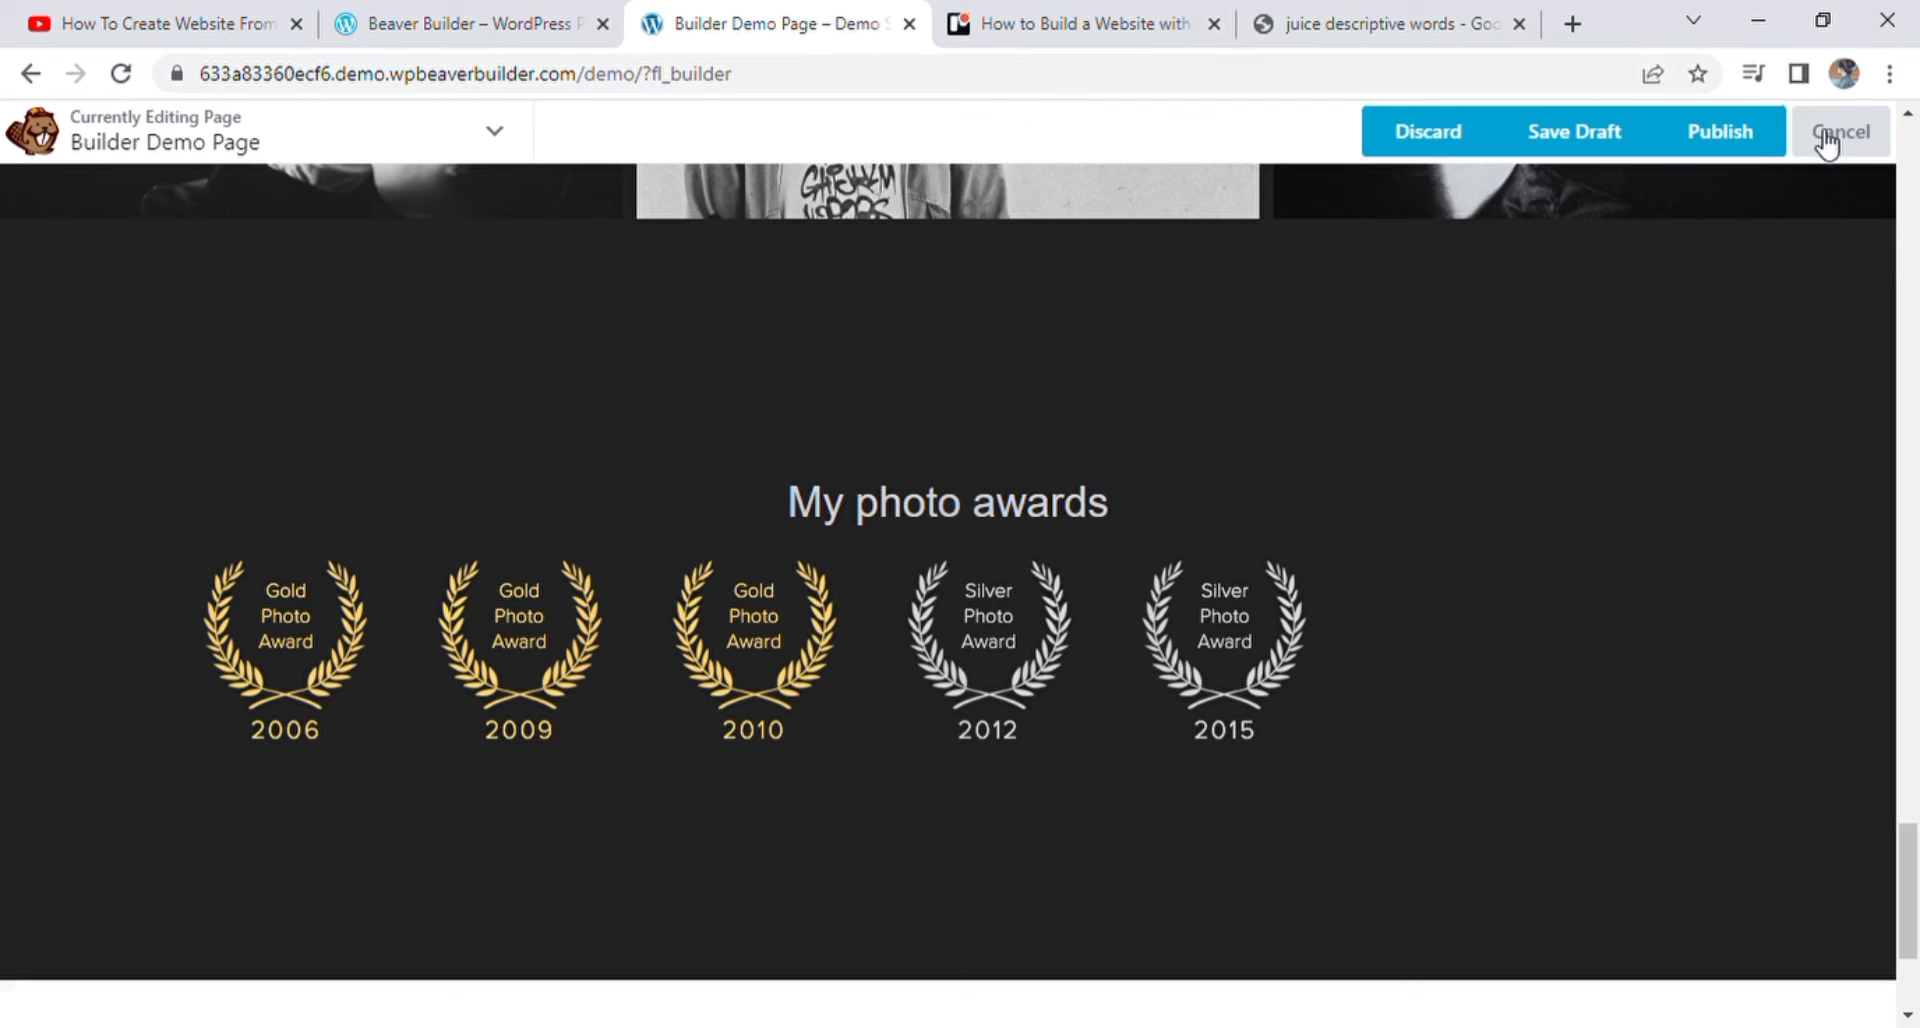 How To Create Website From
Beaver Builder – WordPress P
Builder Demo Page – Demo S
How to Build a Website with
juice descriptive words - Goo
633a83360ecf6.demo.wpbeaverbuilder.com/demo/?fl_builder
Currently Editing Page
Builder Demo Page
Discard
Save Draft
Publish
Cancel
My photo awards
Gold
Photo
Award
2006
Gold
Photo
Award
2009
Gold
Photo
Award
2010
Silver
Photo
Award
2012
Silver
Photo
Award
2015